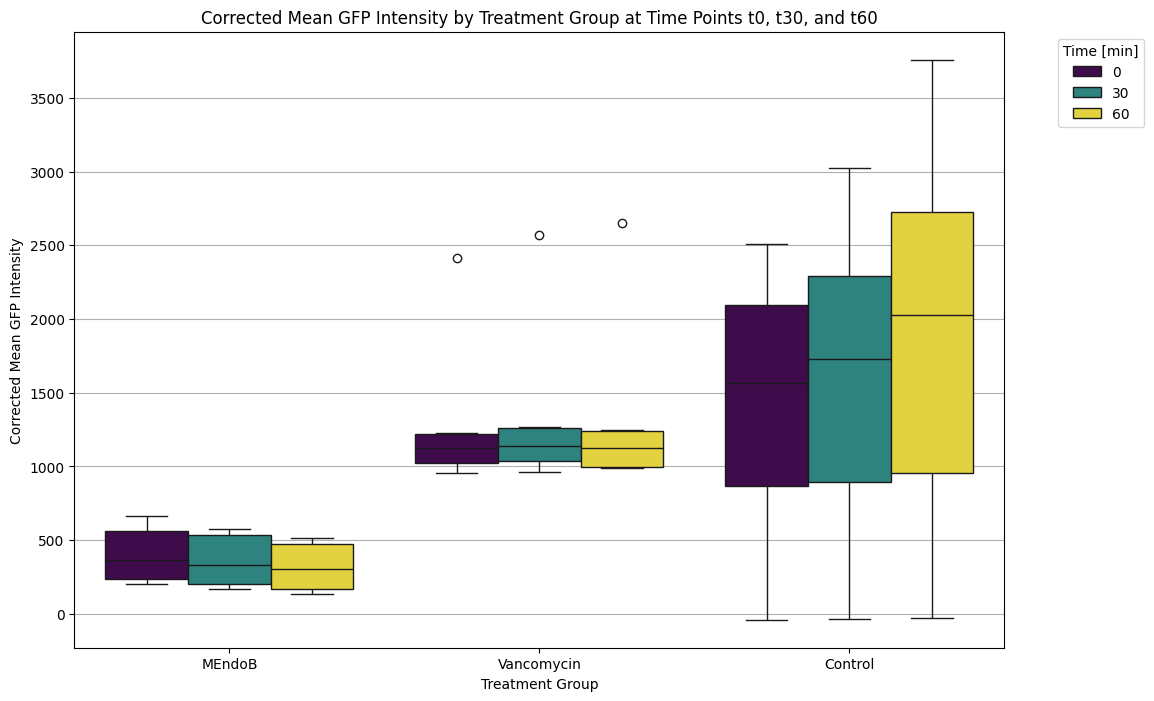 Corrected Mean GFP Intensity by Treatment Group at Time Points t0, t30, and t60
Time [min]
0
30
60
Corrected Mean GFP Intensity
3500
3000
2500
2000
1500
1000
500
0
MEndoB
Vancomycin
Control
Treatment Group